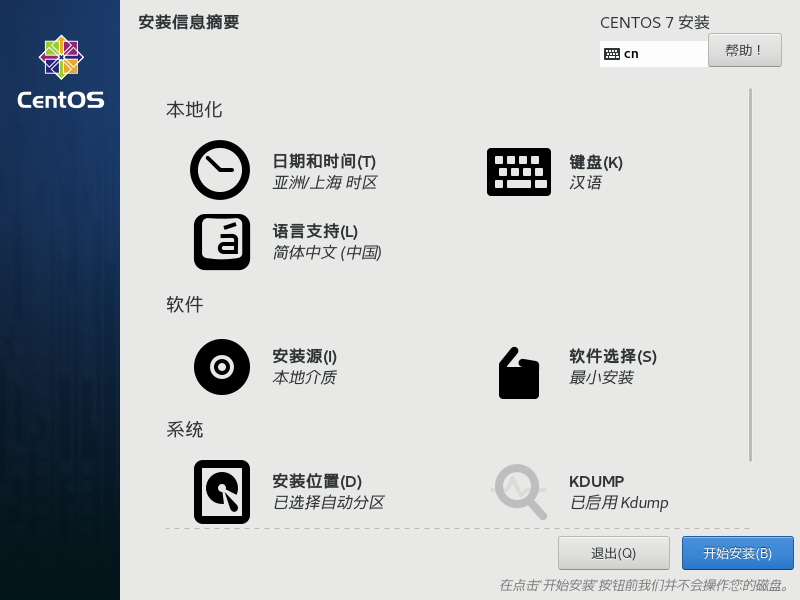 安装信息摘要
CENTOS 7 安装
cn
帮助！
CentOS
本地化
日期和时间(T)
亚洲/上海 时区
键盘(K)
汉语
语言支持(L)
简体中文 (中国)
软件
安装源(I)
本地介质
软件选择(S)
最小安装
系统
安装位置(D)
已选择自动分区
KDUMP
已启用 Kdump
退出(Q)
开始安装(B)
在点击'开始安装'按钮前我们并不会操作您的磁盘。